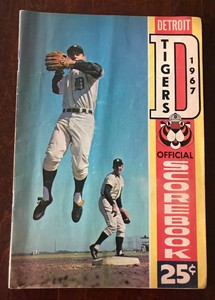 DETROIT
D
TIGERS
1967
OFFICIAL
SCOREBOOK
25¢
D